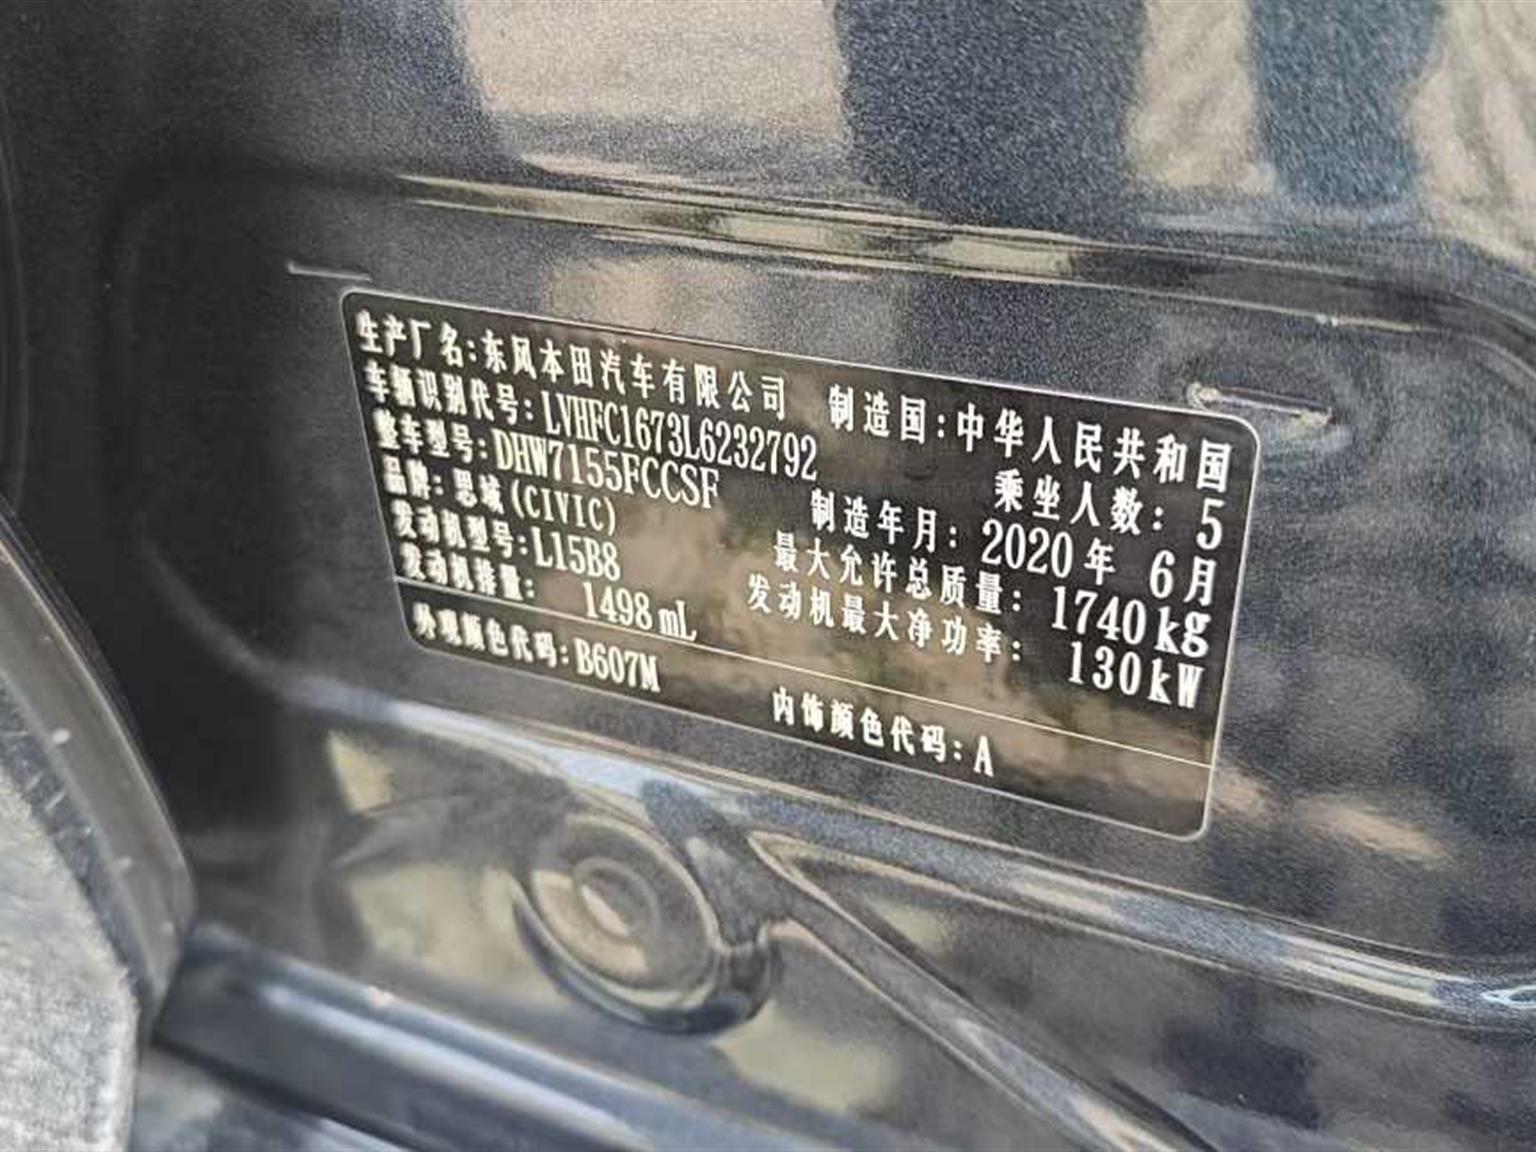 生产厂名:东风本田汽车有限公司 制造国:中华人民共和国
车辆识别代号:LVHFC1673L6232792 乘坐人数: 5
整车型号:DHW7155FCCSF 制造年月: 2020年 6月
品牌:思域(CIVIC) 最大允许总质量: 1740kg
发动机型号:L15B8 发动机最大净功率: 130kW
发动机排量: 1498mL
外观颜色代码:B607M 内饰颜色代码:A